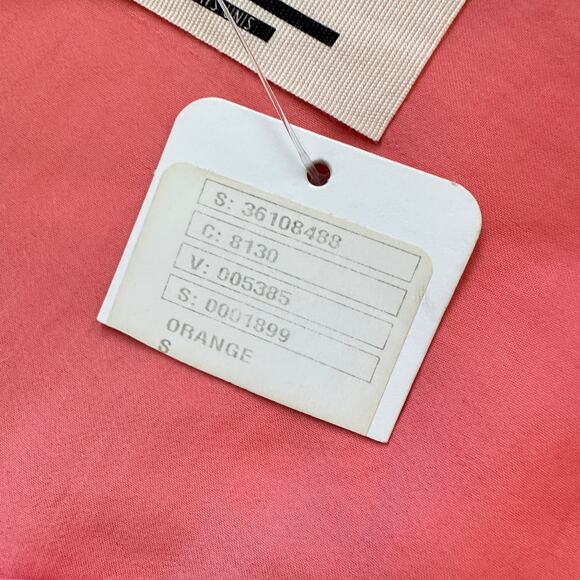 S: 36108488
C: 8130
V: 005385
S: 0001899
ORANGE
S